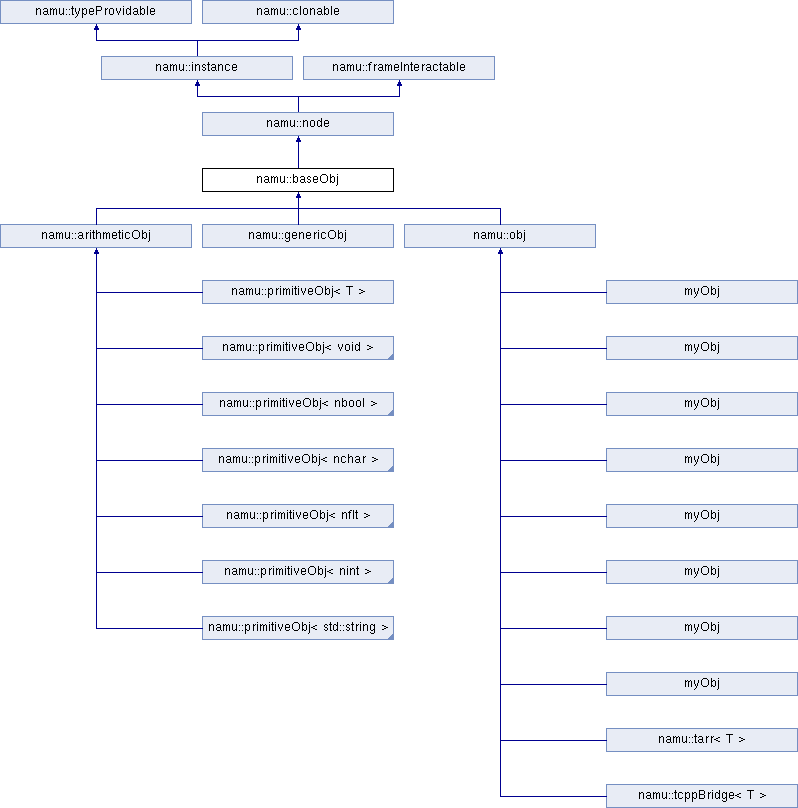 namu::typeProvidable
namu::clonable
namu::instance
namu::frameInteractable
namu::node
namu::baseObj
namu::arithmeticObj
namu::genericObj
namu::obj
namu::primitiveObj< T >
myObj
namu::primitiveObj< void >
myObj
namu::primitiveObj< nbool >
myObj
namu::primitiveObj< nchar >
myObj
namu::primitiveObj< nflt >
myObj
namu::primitiveObj< nint >
myObj
namu::primitiveObj< std::string >
myObj
myObj
namu::tarr< T >
namu::tcppBridge< T >